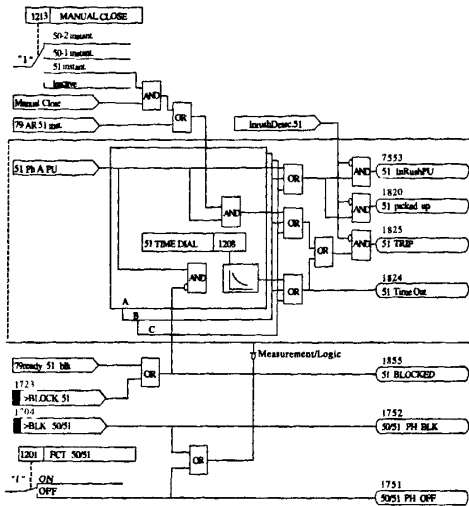 1213 MANUAL CLOSE
50-2 instant.
50-1 instant.
"1"
51 instant.
Inactive
Manual Close
AND
79 AR 51 inst.
OR
InrushDetec. 51
51 Ph A PU
OR
AND
7553
51 InRushPU
AND
1820
51 picked up
AND
OR
OR
AND
1825
51 TRIP
51 TIME DIAL 1208
AND
OR
1824
51 Time Out
A
B
C
Measurement/Logic
79ready 51 blk
OR
1855
51 BLOCKED
1723
>BLOCK 51
1704
>BLK 50/51
1752
50/51 PH BLK
OR
1201 FCT 50/51
"1"
ON
OFF
1751
50/51 PH OFF